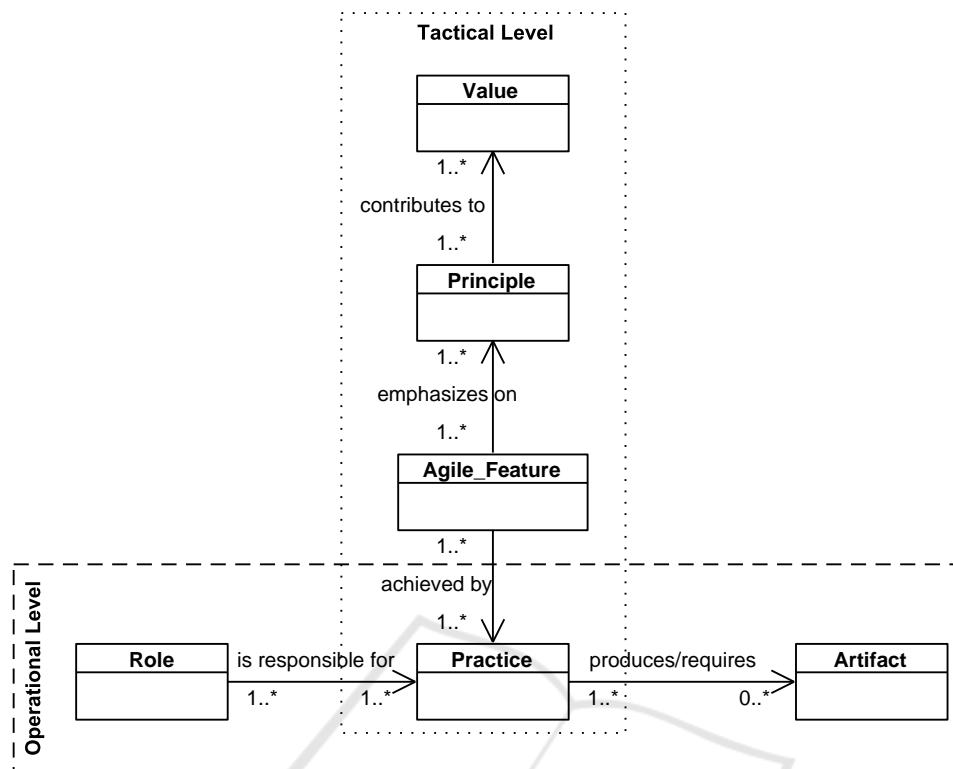 Tactical Level
Value
1..*
contributes to
1..*
Principle
1..*
emphasizes on
1..*
Agile_Feature
1..*
achieved by
1..*
Operational Level
Role
is responsible for
Practice
produces/requires
Artifact
1..*
1..*
1..*
0..*